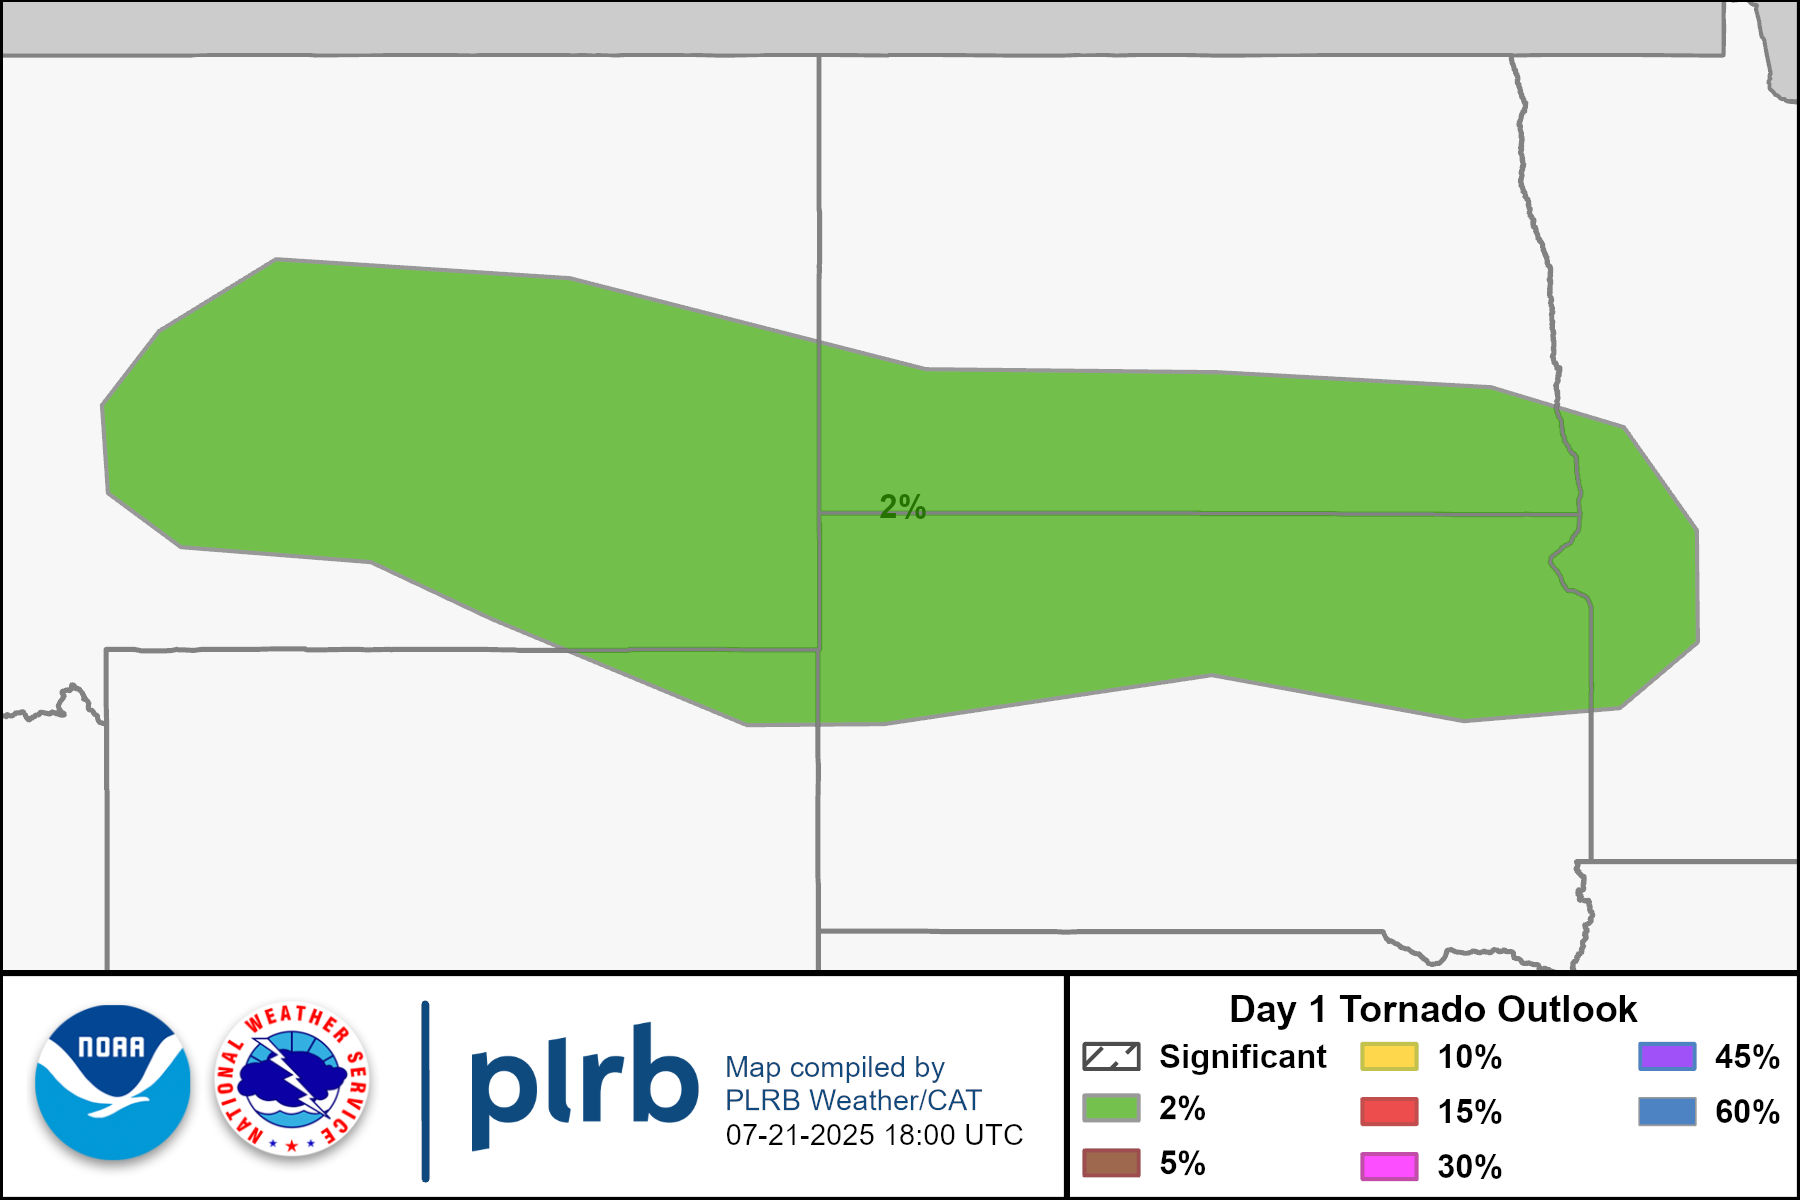 2%
NOAA
NATIONAL WEATHER SERVICE
plrb
Map compiled by
PLRB Weather/CAT
07-21-2025 18:00 UTC
Day 1 Tornado Outlook
Significant
2%
5%
10%
15%
30%
45%
60%